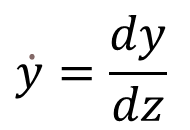 ẏ = dy/dz